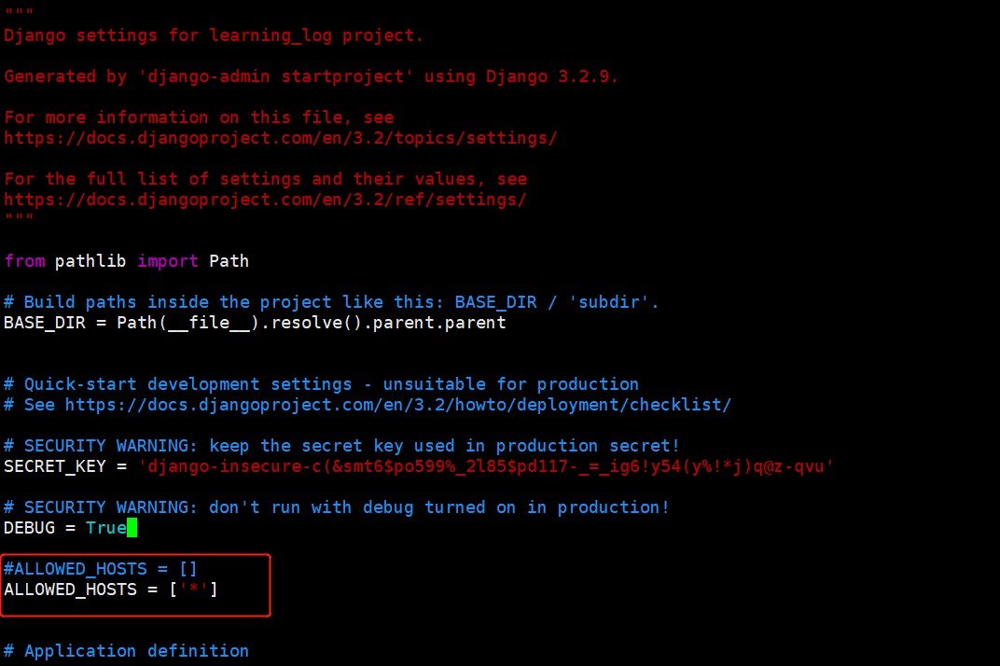 """
Django settings for learning_log project.
Generated by 'django-admin startproject' using Django 3.2.9.
For more information on this file, see
https://docs.djangoproject.com/en/3.2/topics/settings/
For the full list of settings and their values, see
https://docs.djangoproject.com/en/3.2/ref/settings/
"""
from pathlib import Path
# Build paths inside the project like this: BASE_DIR / 'subdir'.
BASE_DIR = Path(__file__).resolve().parent.parent
# Quick-start development settings - unsuitable for production
# See https://docs.djangoproject.com/en/3.2/howto/deployment/checklist/
# SECURITY WARNING: keep the secret key used in production secret!
SECRET_KEY = 'django-insecure-c(&smt6$po599%_2l85$pd117-_=_ig6!y54(y%!*j)q@z-qvu'
# SECURITY WARNING: don't run with debug turned on in production!
DEBUG = True
#ALLOWED_HOSTS = []
ALLOWED_HOSTS = ['*']
# Application definition